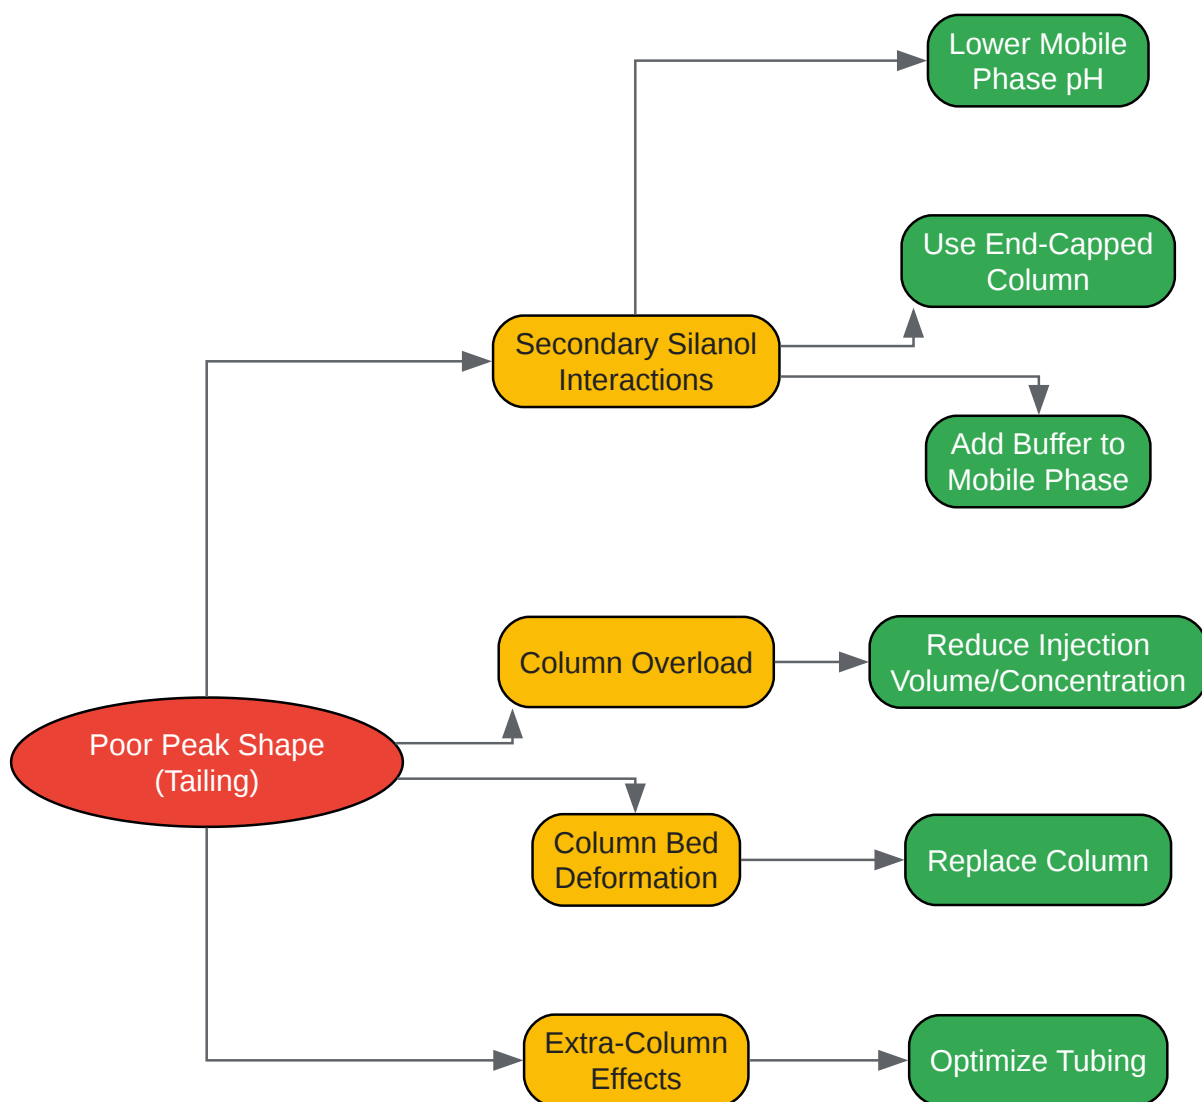 Lower Mobile
Phase pH
Use End-Capped
Column
Secondary Silanol
Interactions
Add Buffer to
Mobile Phase
Column Overload
Reduce Injection
Volume/Concentration
Poor Peak Shape
(Tailing)
Column Bed
Deformation
Replace Column
Extra-Column
Effects
Optimize Tubing